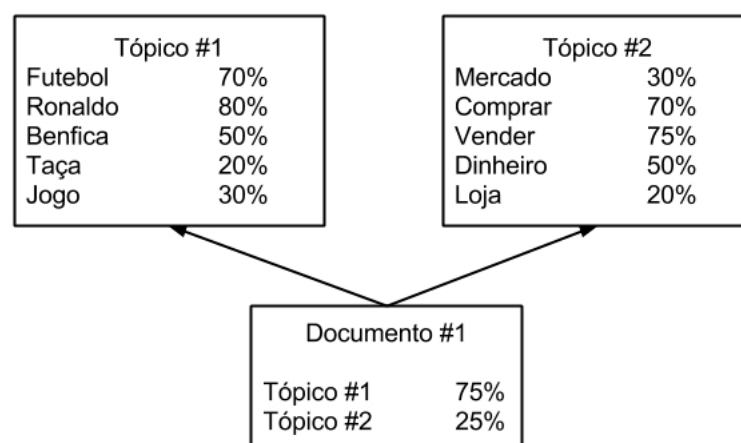 Tópico #1
Futebol 70%
Ronaldo 80%
Benfica 50%
Taça 20%
Jogo 30%
Tópico #2
Mercado 30%
Comprar 70%
Vender 75%
Dinheiro 50%
Loja 20%
Documento #1
Tópico #1 75%
Tópico #2 25%